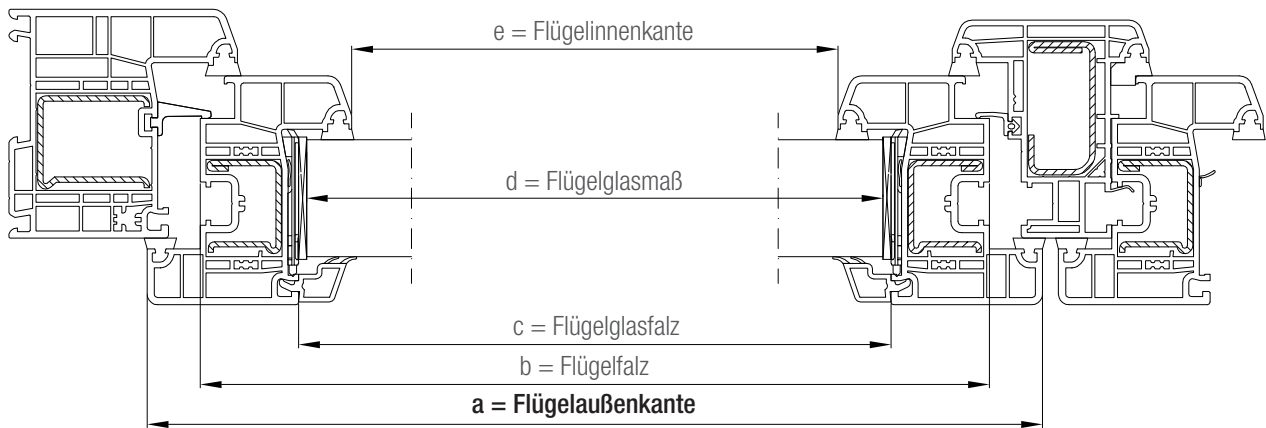 e = Flügelinnenkante
d = Flügelglasmaß
c = Flügelglasfalz
b = Flügelfalz
a = Flügelaußenkante